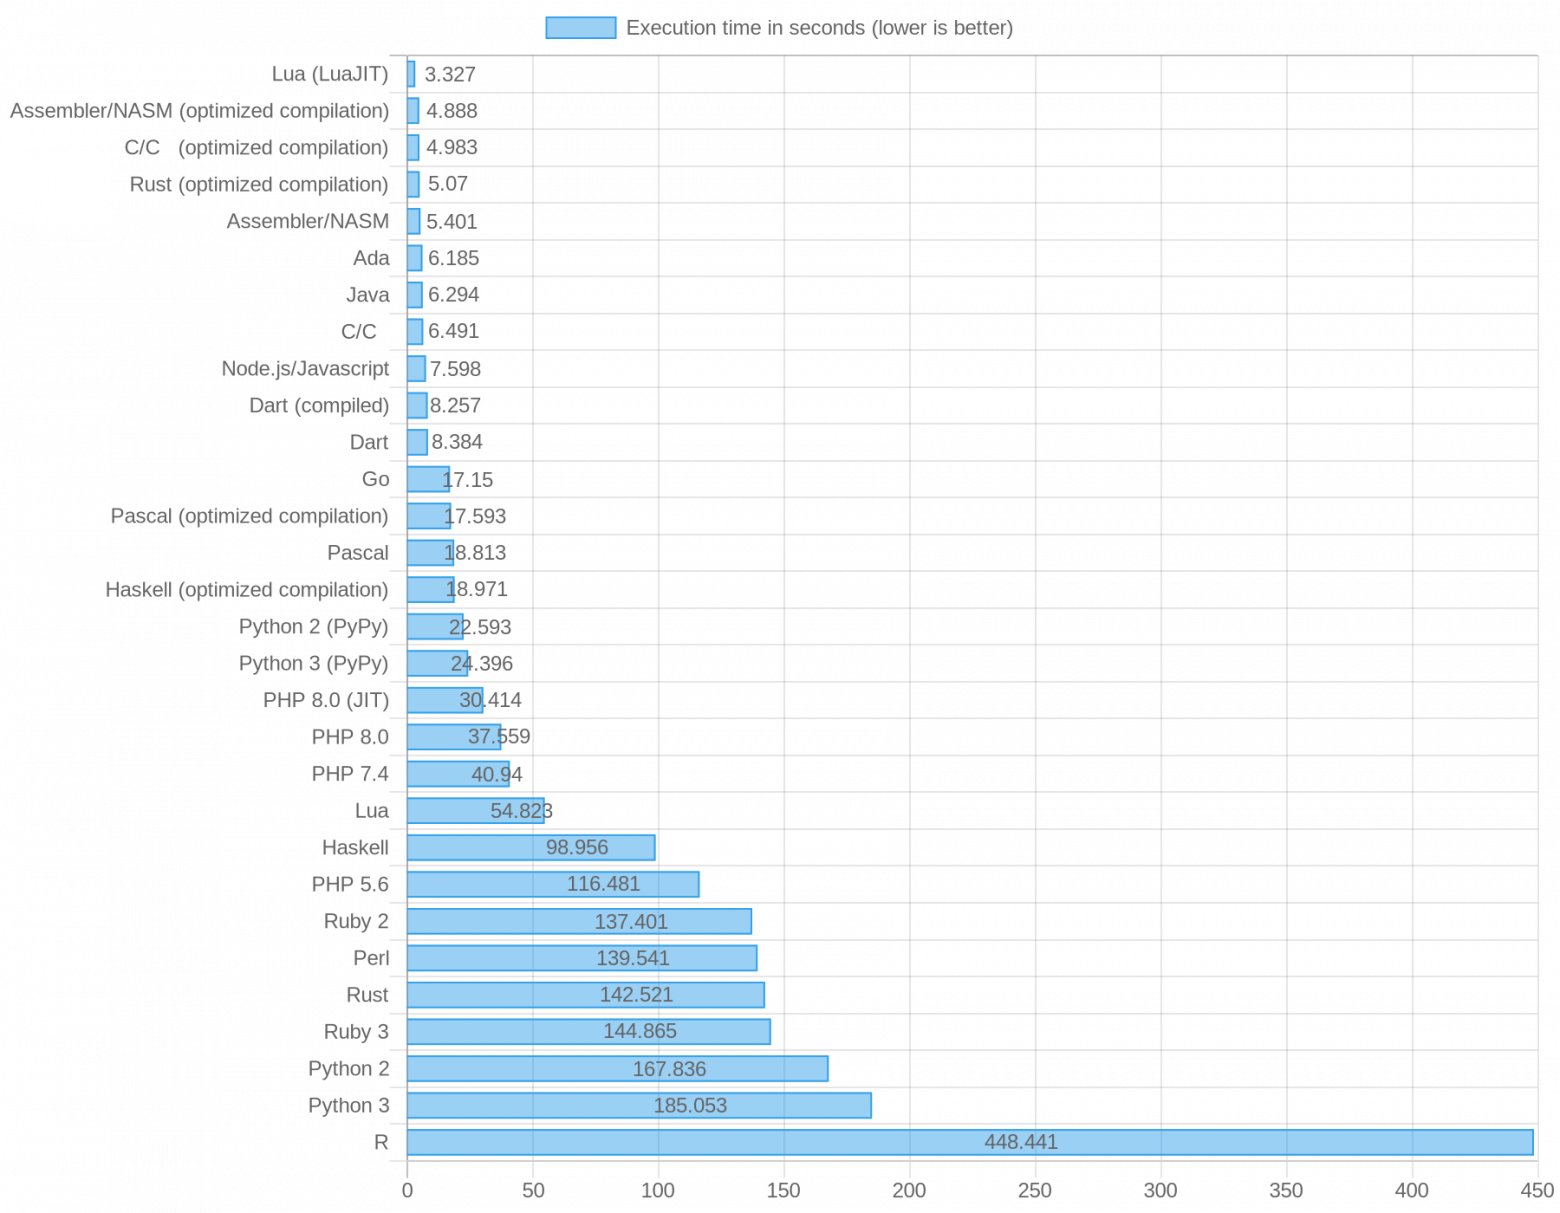 Execution time in seconds (lower is better)
Lua (LuaJIT) 3.327
Assembler/NASM (optimized compilation) 4.888
C/C (optimized compilation) 4.983
Rust (optimized compilation) 5.07
Assembler/NASM 5.401
Ada 6.185
Java 6.294
C/C 6.491
Node.js/Javascript 7.598
Dart (compiled) 8.257
Dart 8.384
Go 17.15
Pascal (optimized compilation) 17.593
Pascal 18.813
Haskell (optimized compilation) 18.971
Python 2 (PyPy) 22.593
Python 3 (PyPy) 24.396
PHP 8.0 (JIT) 30.414
PHP 8.0 37.559
PHP 7.4 40.94
Lua 54.823
Haskell 98.956
PHP 5.6 116.481
Ruby 2 137.401
Perl 139.541
Rust 142.521
Ruby 3 144.865
Python 2 167.836
Python 3 185.053
R 448.441
0 50 100 150 200 250 300 350 400 450